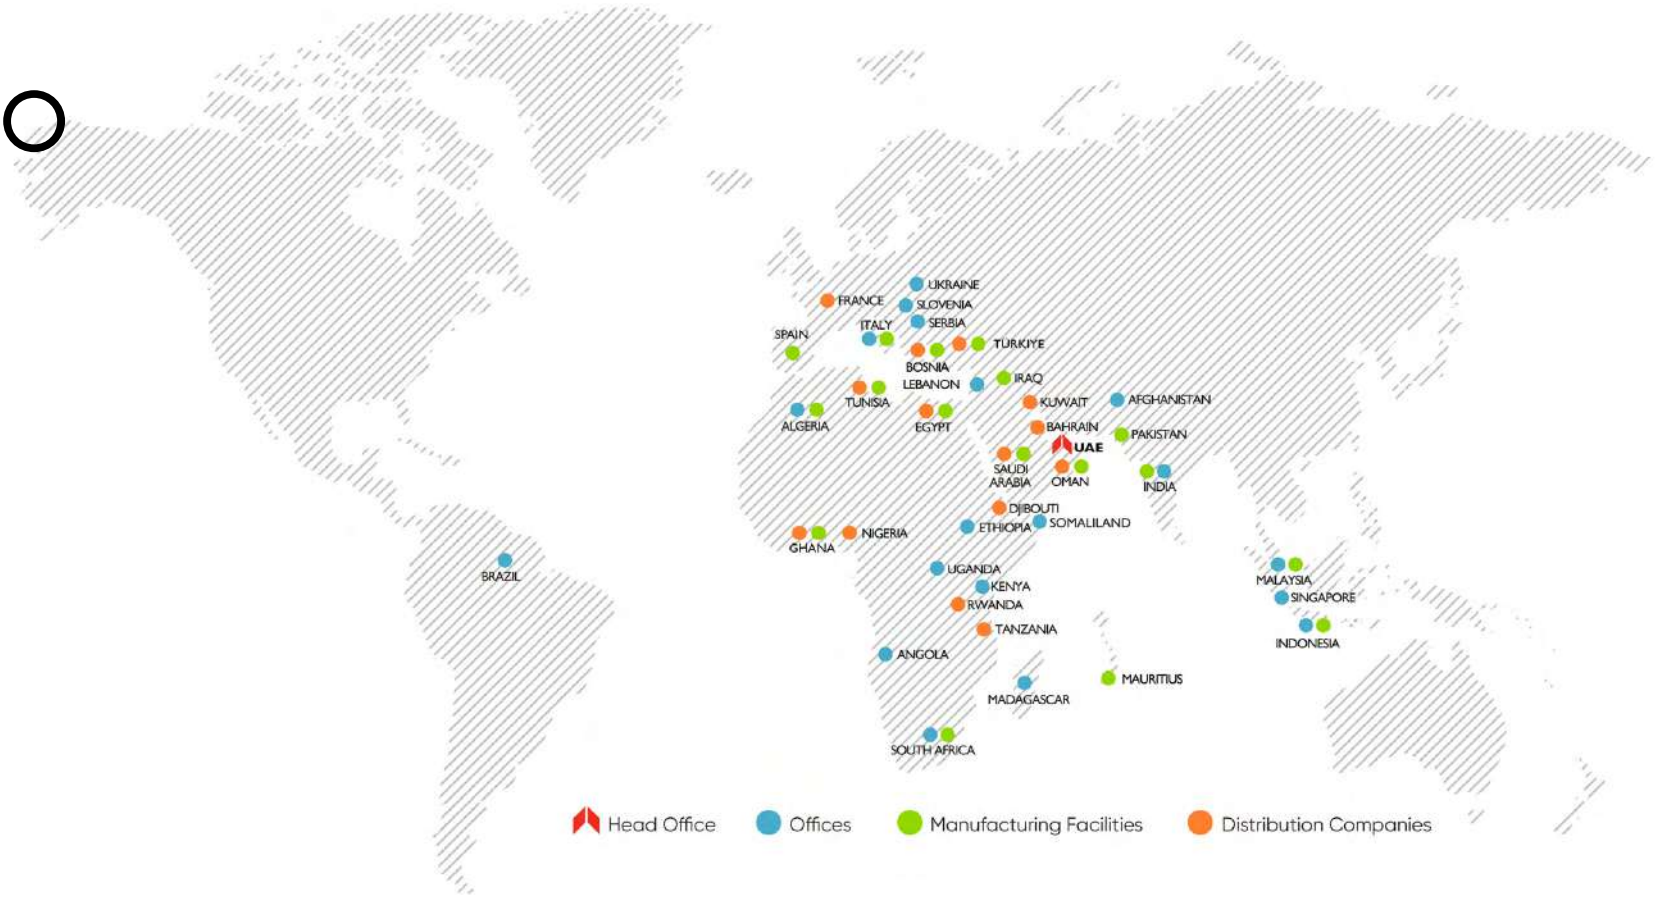 UKRAINE
FRANCE
SLOVENIA
SERBIA
ITALY
SPAIN
TURKIYE
BOSNIA
LEBANON
IRAQ
TUNISIA
KUWAIT
AFGHANISTAN
ALGERIA
EGYPT
BAHRAIN
PAKISTAN
UAE
SAUDI
ARABIA
OMAN
INDIA
DJIBOUTI
ETHIOPIA
SOMALILAND
GHANA
NIGERIA
BRAZIL
UGANDA
MALAYSIA
KENYA
SINGAPORE
RWANDA
TANZANIA
INDONESIA
ANGOLA
MAURITIUS
MADAGASCAR
SOUTH AFRICA
Head Office
Offices
Manufacturing Facilities
Distribution Companies